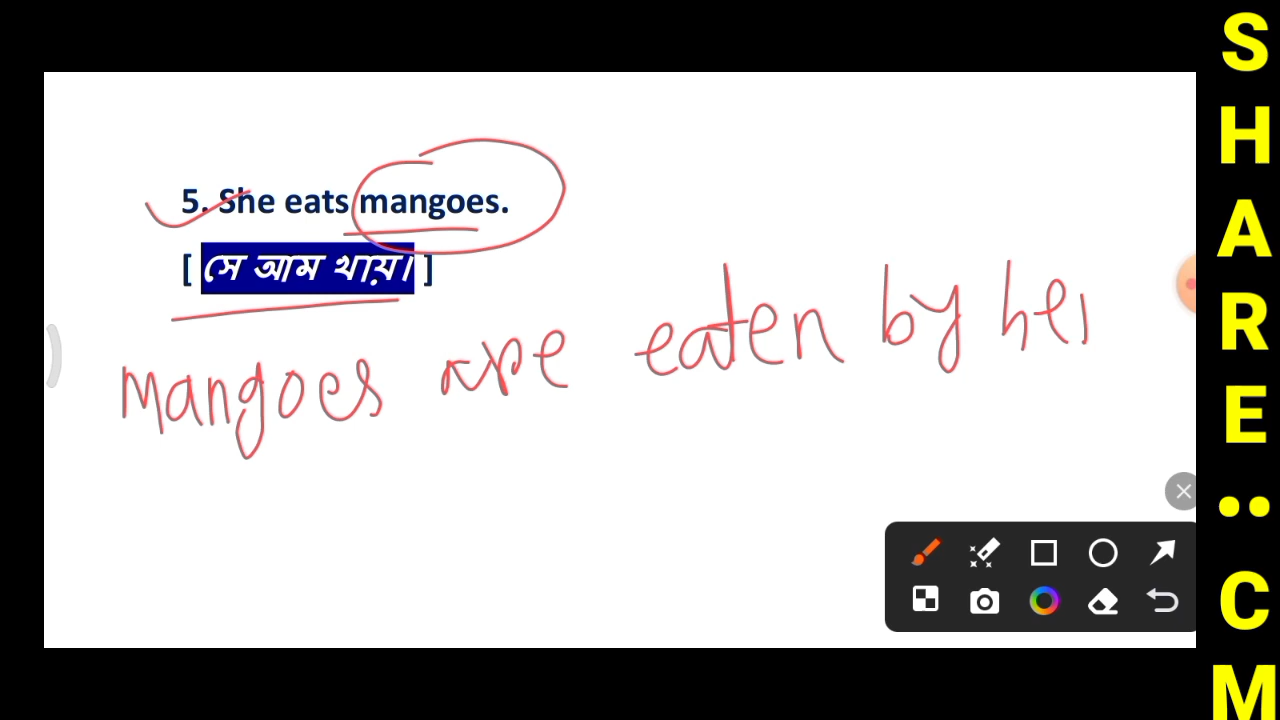 5. She eats mangoes.
[ সে আম খায়। ]
Mangoes are eaten by her
SHARE••CM